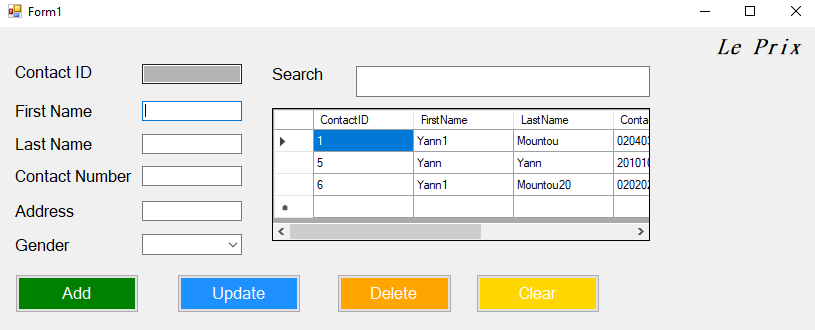 Form1
Le Prix
Contact ID
Search
First Name
Last Name
Contact Number
Address
Gender
ContactID FirstName LastName Conta
1 Yann1 Mountou 020403
5 Yann Yann 201010
6 Yann1 Mountou20 020202
Add Update Delete Clear